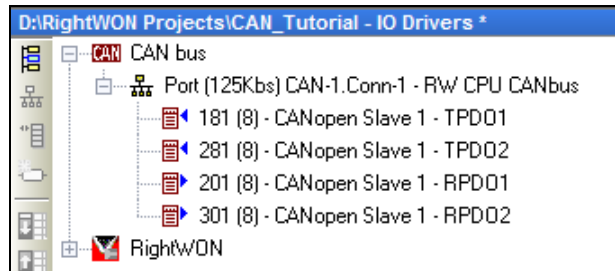 D:\RightWON Projects\CAN_Tutorial - IO Drivers *
CAN CAN bus
Port (125Kbs) CAN-1.Conn-1 - RW CPU CANbus
181 (8) - CANopen Slave 1 - TPDO1
281 (8) - CANopen Slave 1 - TPDO2
201 (8) - CANopen Slave 1 - RPDO1
301 (8) - CANopen Slave 1 - RPDO2
RightWON